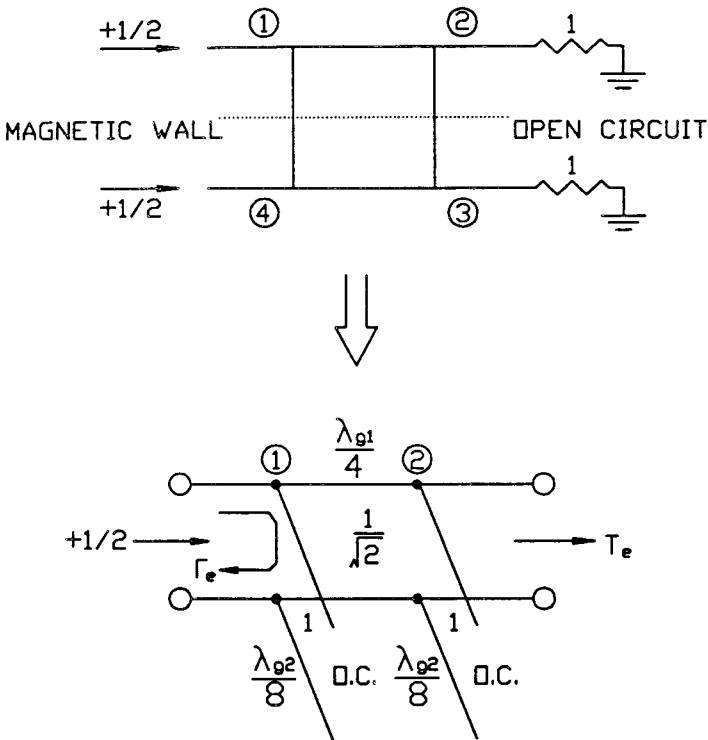 +1/2 ① ② 1
MAGNETIC WALL OPEN CIRCUIT
1
+1/2 ④ ③
λg1/4
① ②
1/√2
+1/2 Γe Te
1 1
λg2/8 O.C. λg2/8 O.C.